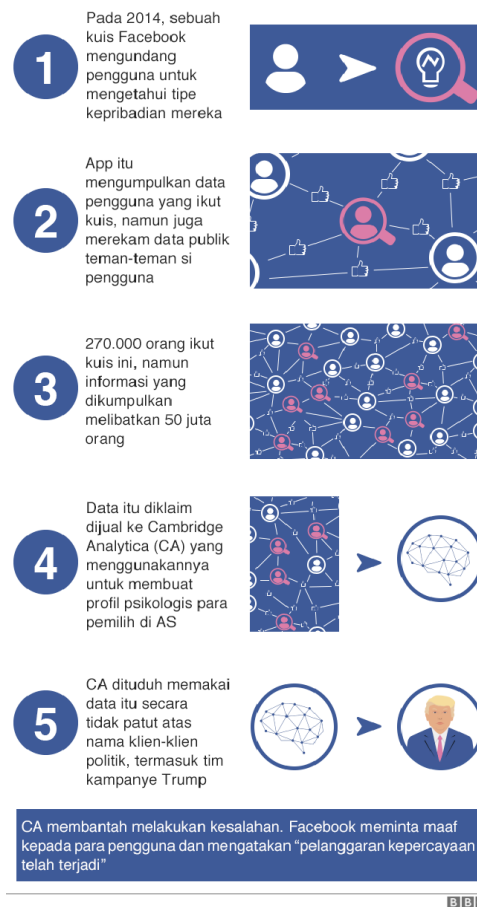 1
Pada 2014, sebuah
kuis Facebook
mengundang
pengguna untuk
mengetahui tipe
kepribadian mereka
2
App itu
mengumpulkan data
pengguna yang ikut
kuis, namun juga
merekam data publik
teman-teman si
pengguna
3
270.000 orang ikut
kuis ini, namun
informasi yang
dikumpulkan
melibatkan 50 juta
orang
4
Data itu diklaim
dijual ke Cambridge
Analytica (CA) yang
menggunakannya
untuk membuat
profil psikologis para
pemilih di AS
5
CA dituduh memakai
data itu secara
tidak patut atas
nama klien-klien
politik, termasuk tim
kampanye Trump
CA membantah melakukan kesalahan. Facebook meminta maaf
kepada para pengguna dan mengatakan “pelanggaran kepercayaan
telah terjadi”
BB